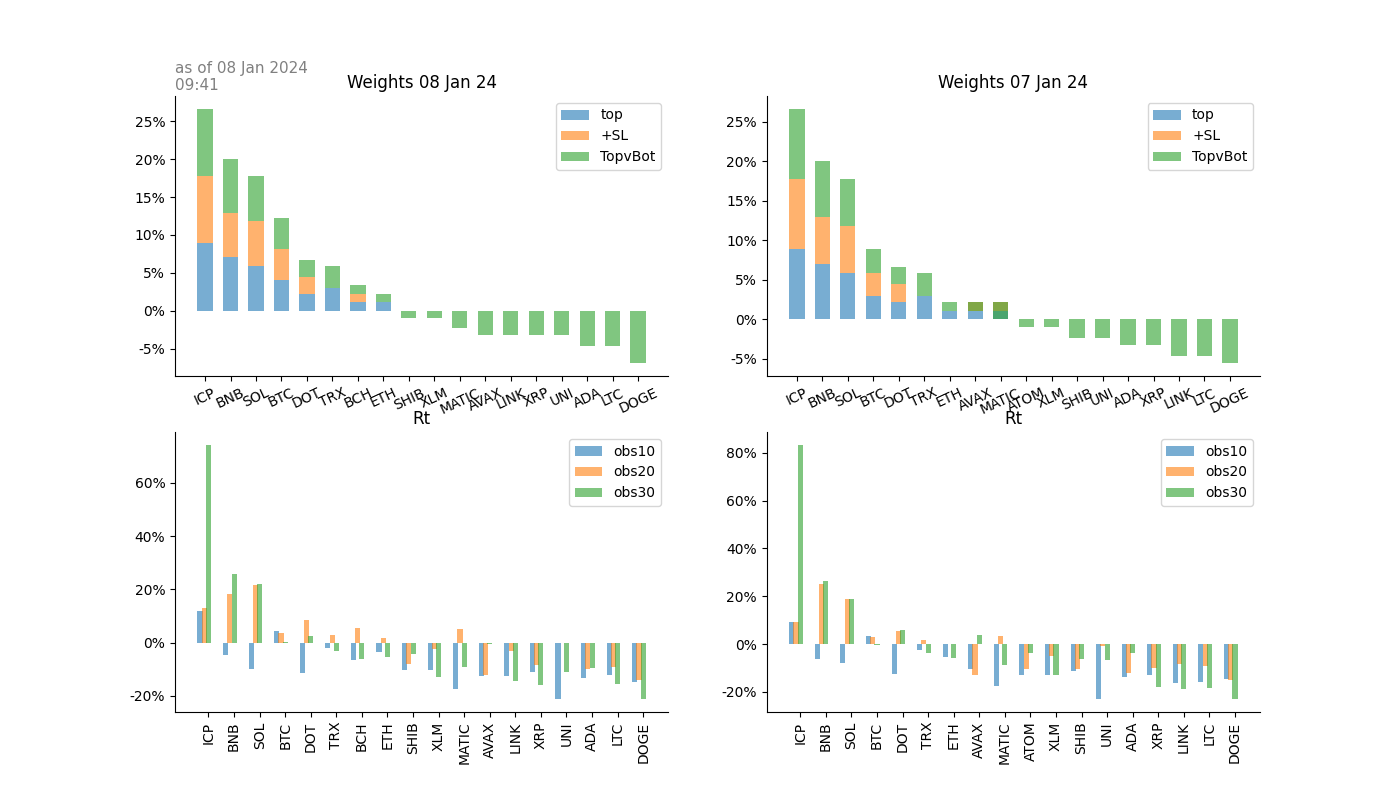 as of 08 Jan 2024
09:41
Weights 08 Jan 24
25%
20%
15%
10%
5%
0%
-5%
top
+SL
TopvBot
ICP BNB SOL BTC DOT TRX BCH ETH SHIB XLM MATIC AVAX LINK XRP UNI ADA LTC DOGE
Weights 07 Jan 24
25%
20%
15%
10%
5%
0%
-5%
top
+SL
TopvBot
ICP BNB SOL BTC DOT TRX ETH AVAX MATIC ATOM XLM SHIB UNI ADA XRP LINK LTC DOGE
Rt
60%
40%
20%
0%
-20%
obs10
obs20
obs30
ICP BNB SOL BTC DOT TRX BCH ETH SHIB XLM MATIC AVAX LINK XRP UNI ADA LTC DOGE
Rt
80%
60%
40%
20%
0%
-20%
obs10
obs20
obs30
ICP BNB SOL BTC DOT TRX ETH AVAX MATIC ATOM XLM SHIB UNI ADA XRP LINK LTC DOGE